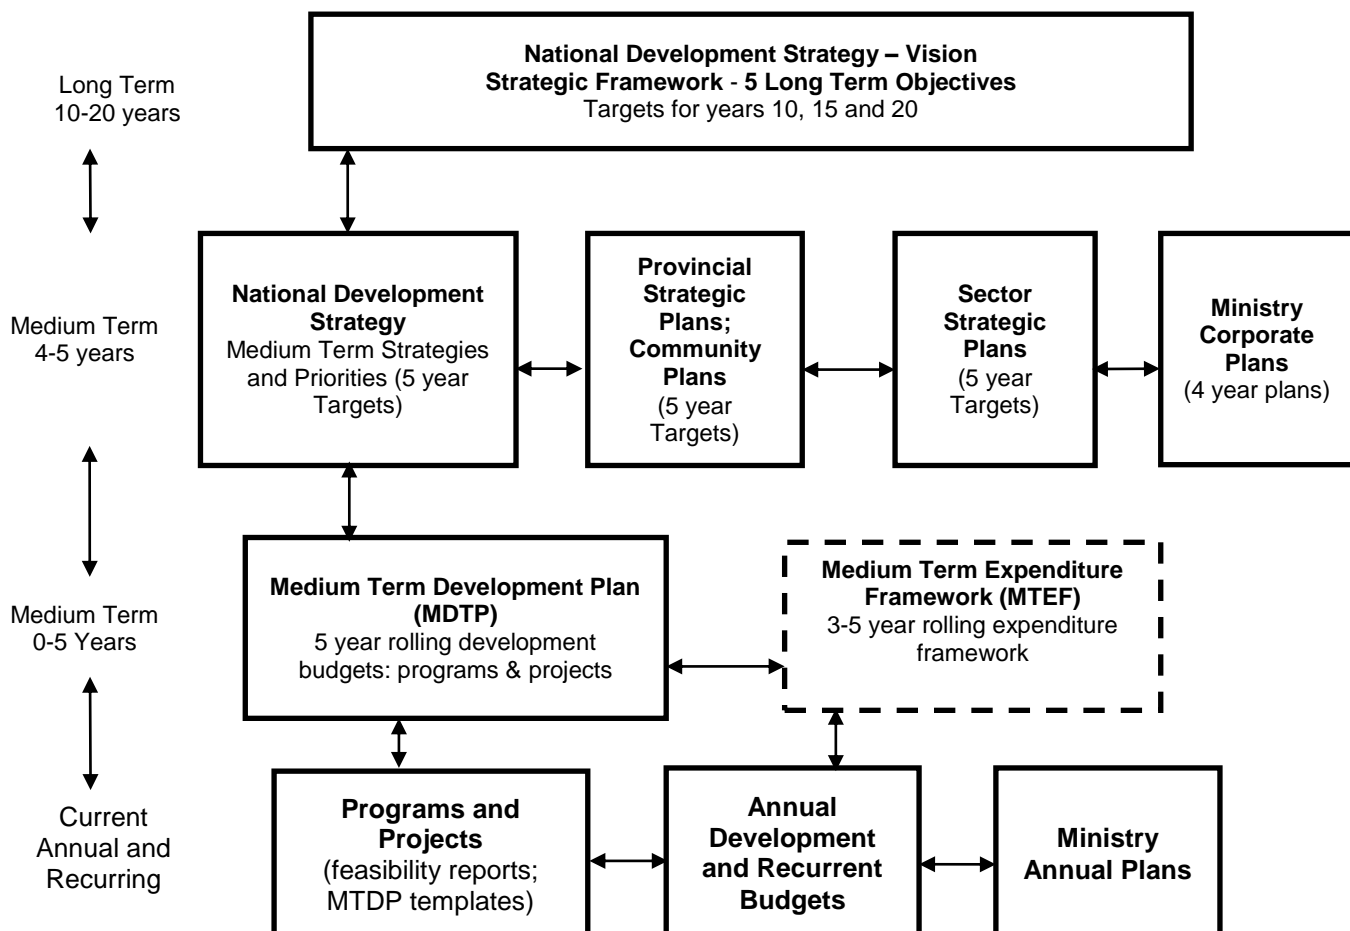 National Development Strategy – Vision
Strategic Framework - 5 Long Term Objectives
Targets for years 10, 15 and 20
Long Term
10-20 years
National Development
Strategy
Medium Term Strategies
and Priorities (5 year
Targets)
Provincial
Strategic
Plans;
Community
Plans
(5 year
Targets)
Sector
Strategic
Plans
(5 year
Targets)
Ministry
Corporate
Plans
(4 year plans)
Medium Term
4-5 years
Medium Term Development Plan
(MDTP)
5 year rolling development
budgets: programs & projects
Medium Term Expenditure
Framework (MTEF)
3-5 year rolling expenditure
framework
Medium Term
0-5 Years
Programs and
Projects
(feasibility reports;
MTDP templates)
Annual
Development
and Recurrent
Budgets
Ministry
Annual Plans
Current
Annual and
Recurring